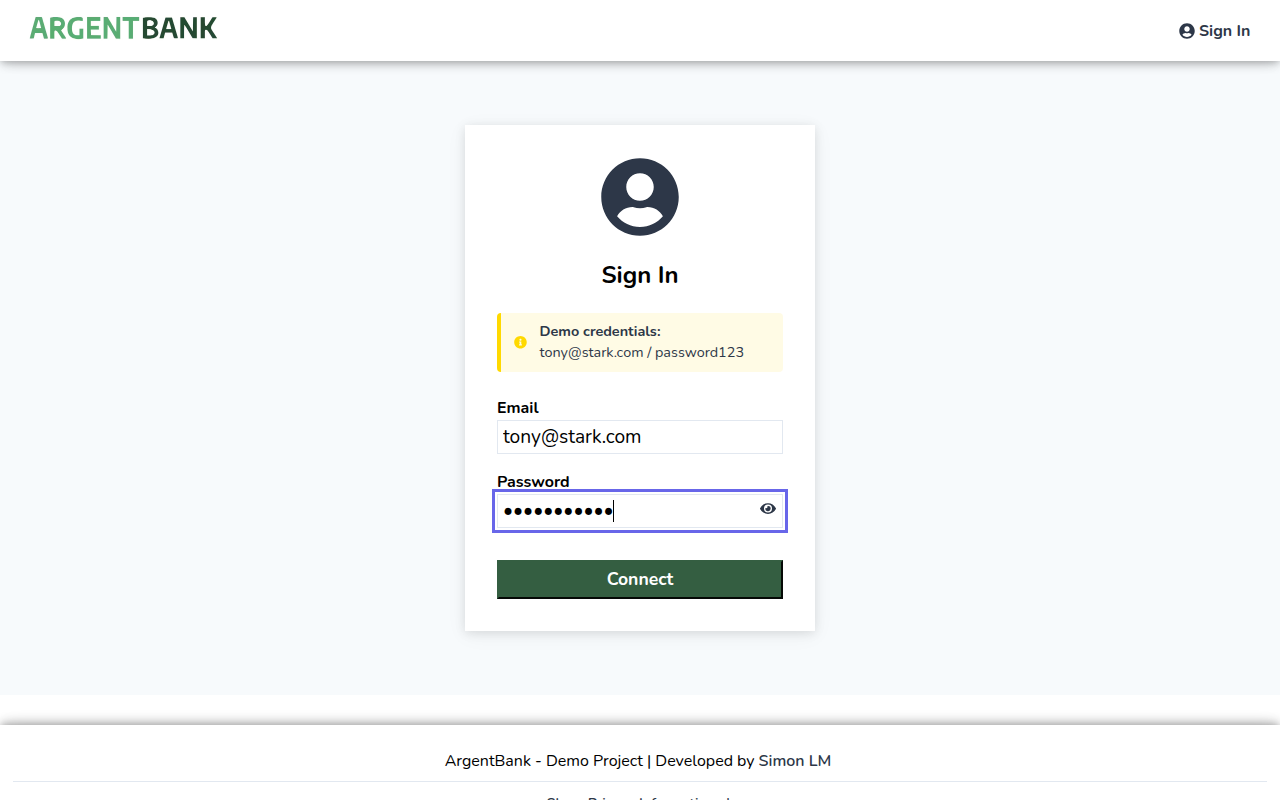 ARGENTBANK
Sign In
Sign In
Demo credentials:
tony@stark.com / password123
Email
tony@stark.com
Password
●●●●●●●●●●●
Connect
ArgentBank - Demo Project | Developed by Simon LM